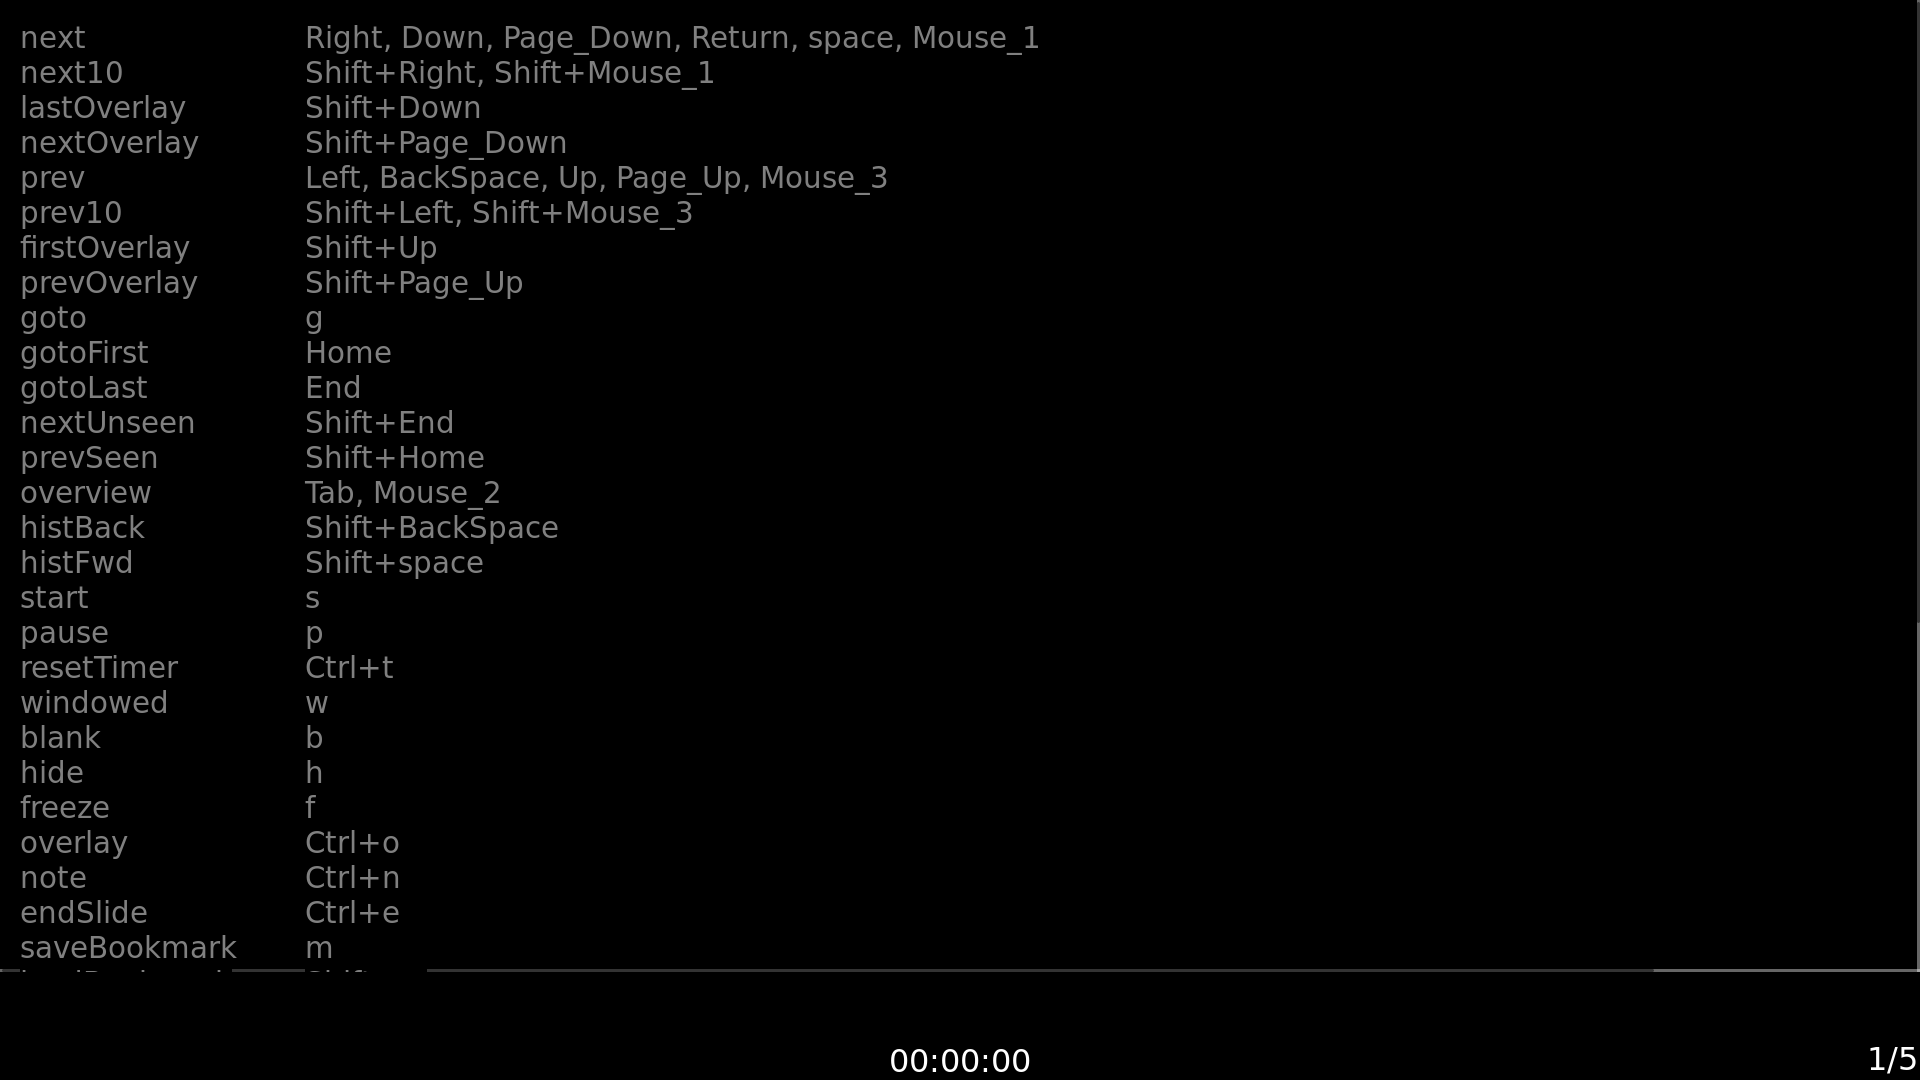 next Right, Down, Page_Down, Return, space, Mouse_1
next10 Shift+Right, Shift+Mouse_1
lastOverlay Shift+Down
nextOverlay Shift+Page_Down
prev Left, BackSpace, Up, Page_Up, Mouse_3
prev10 Shift+Left, Shift+Mouse_3
firstOverlay Shift+Up
prevOverlay Shift+Page_Up
goto g
gotoFirst Home
gotoLast End
nextUnseen Shift+End
prevSeen Shift+Home
overview Tab, Mouse_2
histBack Shift+BackSpace
histFwd Shift+space
start s
pause p
resetTimer Ctrl+t
windowed w
blank b
hide h
freeze f
overlay Ctrl+o
note Ctrl+n
endSlide Ctrl+e
saveBookmark m
00:00:00
1/5